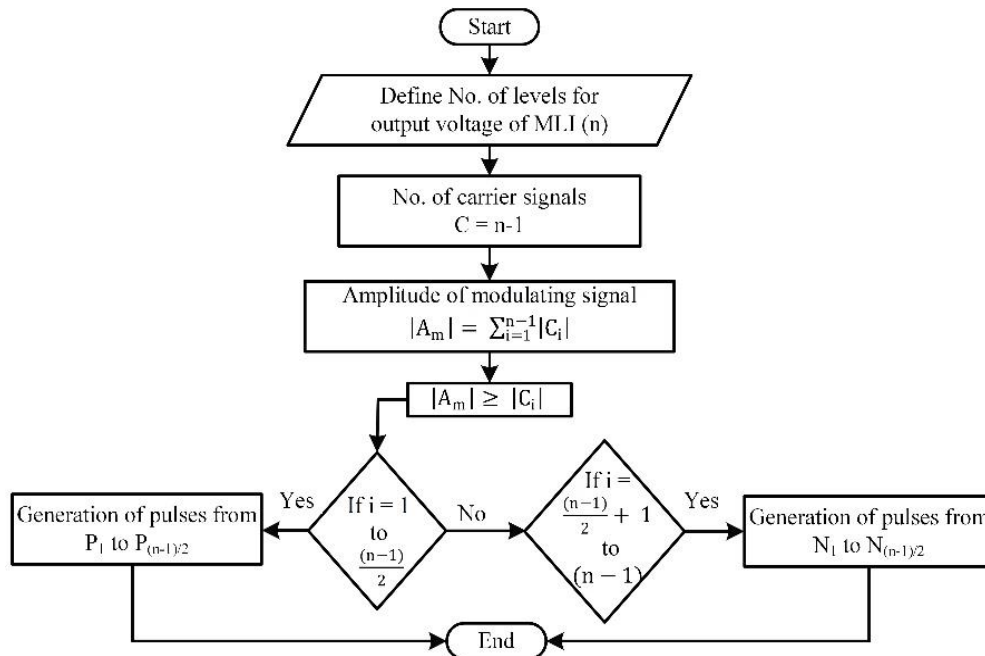 Start
Define No. of levels for
output voltage of MLI (n)
No. of carrier signals
C = n-1
Amplitude of modulating signal
|Aₘ| = ∑ᵢ₌₁ⁿ⁻¹|Cᵢ|
|Aₘ| ≥ |Cᵢ|
Yes
If i = 1
to
(n-1)/2
No
If i =
(n-1)/2 + 1
to
(n − 1)
Yes
Generation of pulses from
P₁ to P₍ₙ₋₁₎/₂
Generation of pulses from
N₁ to N₍ₙ₋₁₎/₂
End